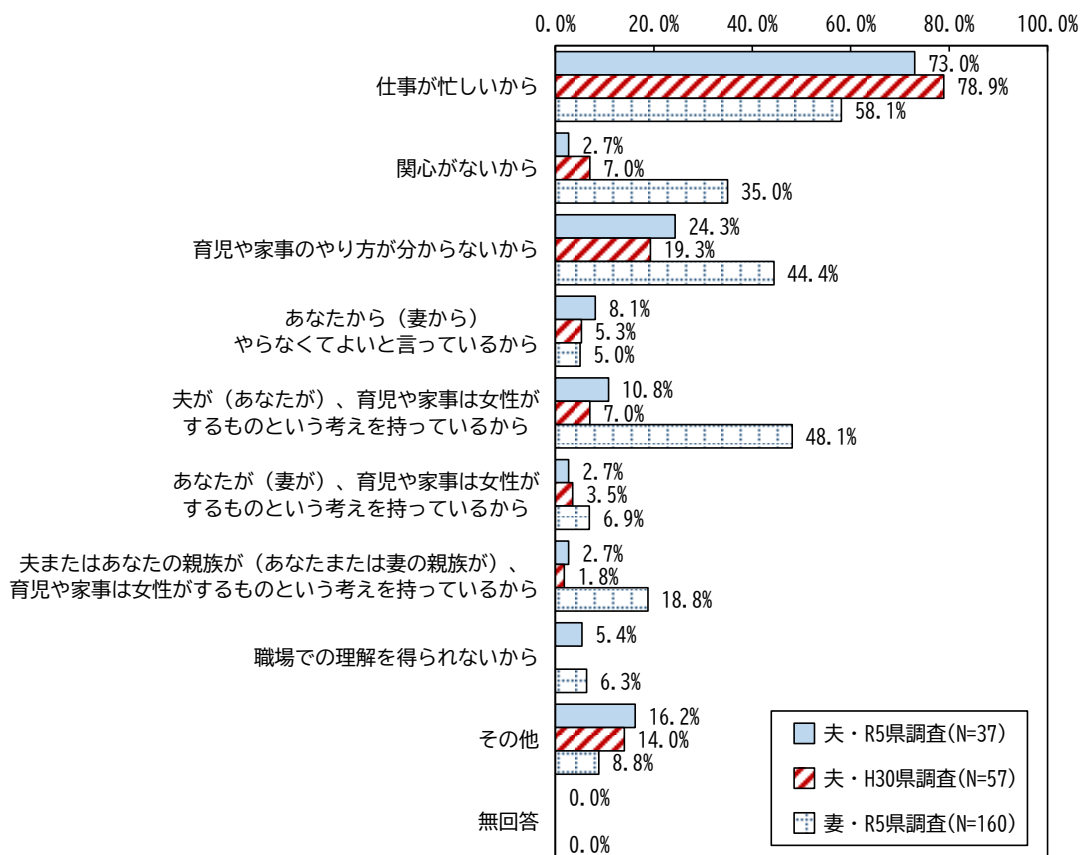 0.0% 20.0% 40.0% 60.0% 80.0% 100.0%
仕事が忙しいから
73.0%
78.9%
58.1%
関心がないから
2.7%
7.0%
35.0%
育児や家事のやり方が分からないから
24.3%
19.3%
44.4%
あなたから（妻から）
やらなくてよいと言っているから
8.1%
5.3%
5.0%
夫が（あなたが）、育児や家事は女性が
するものという考えを持っているから
10.8%
7.0%
48.1%
あなたが（妻が）、育児や家事は女性が
するものという考えを持っているから
2.7%
3.5%
6.9%
夫またはあなたの親族が（あなたまたは妻の親族が）、
育児や家事は女性がするものという考えを持っているから
2.7%
1.8%
18.8%
職場での理解を得られないから
5.4%
6.3%
その他
16.2%
14.0%
8.8%
無回答
0.0%
0.0%
夫・R5県調査(N=37)
夫・H30県調査(N=57)
妻・R5県調査(N=160)